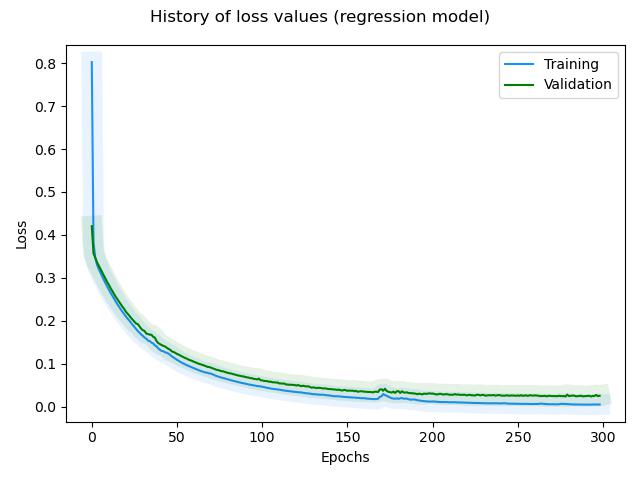 History of loss values (regression model)
Training
Validation
0.8
0.7
0.6
0.5
0.4
0.3
0.2
0.1
0.0
Loss
0 50 100 150 200 250 300
Epochs